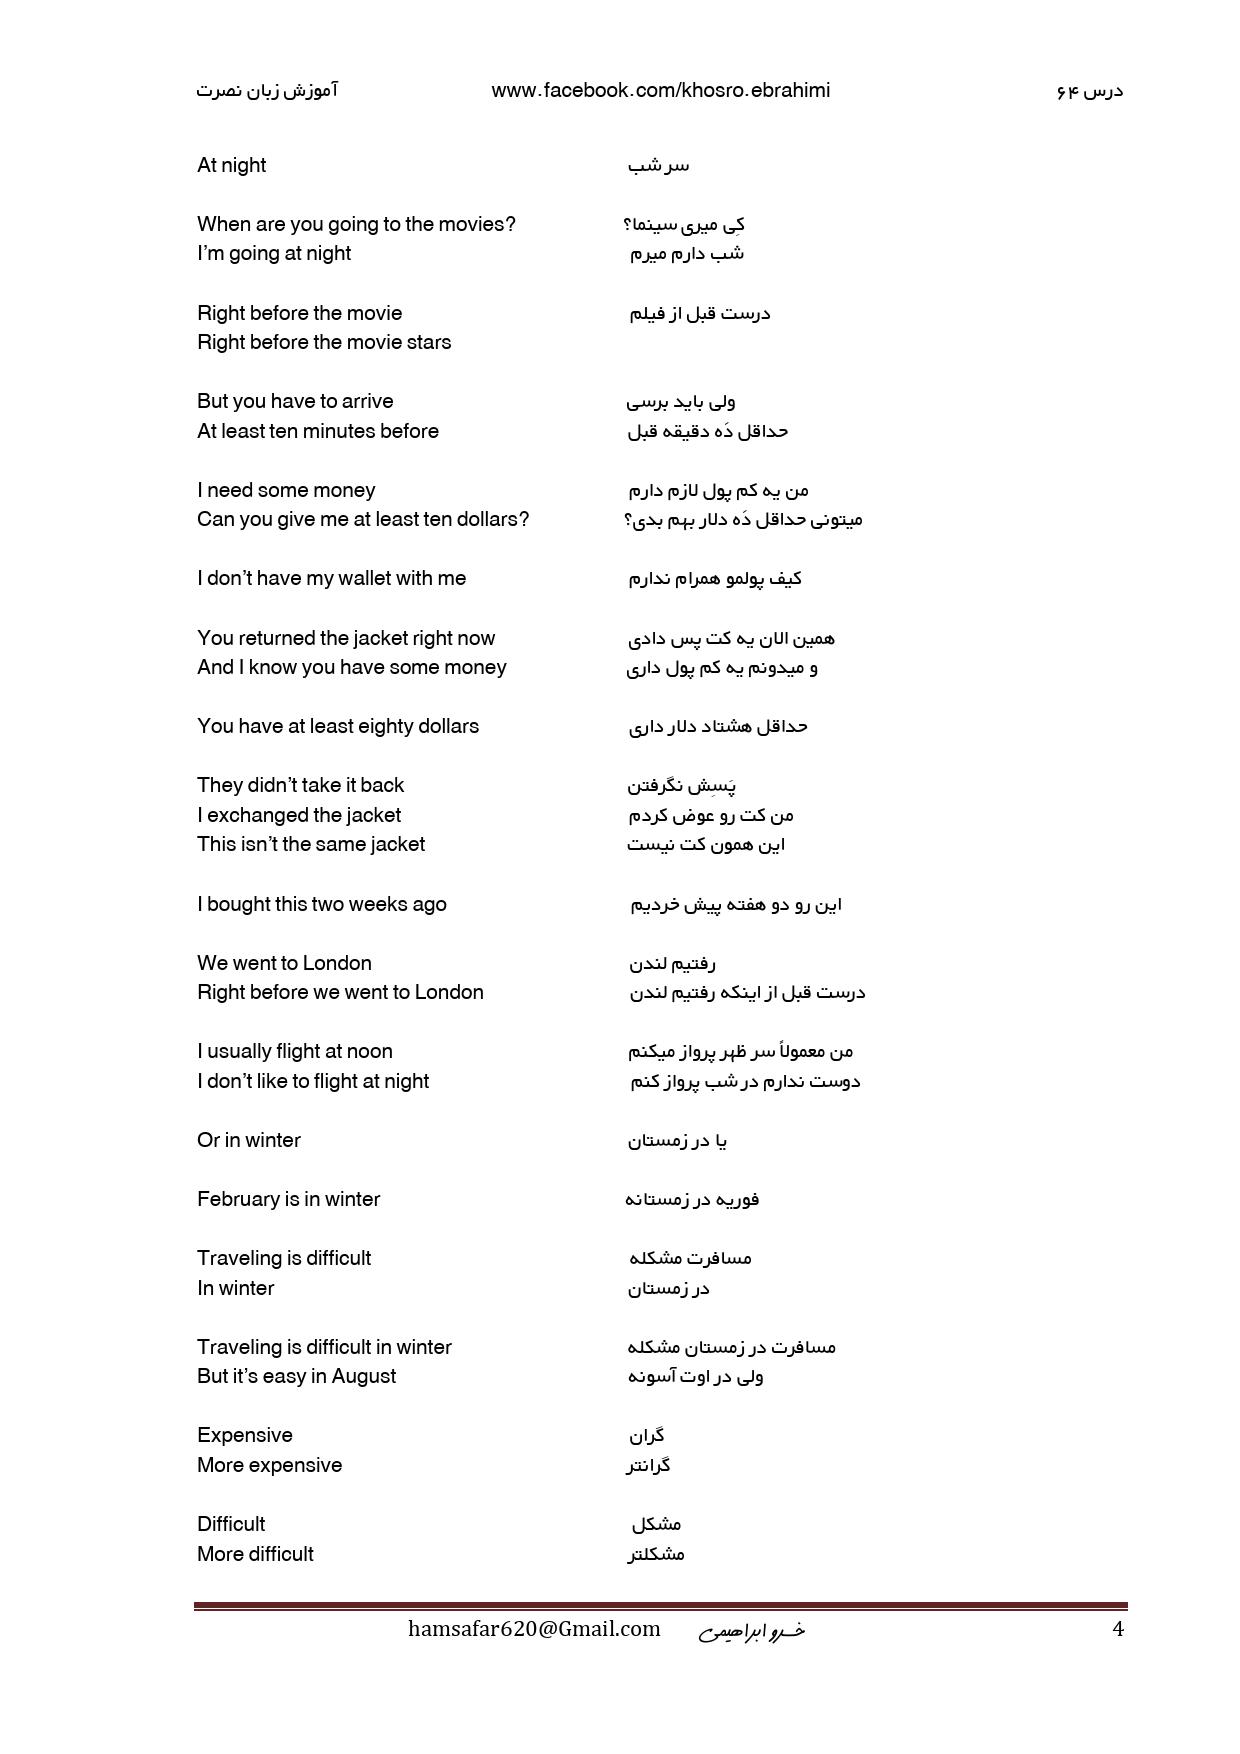 آموزش زبان نصرت www.facebook.com/khosro.ebrahimi درس ۶۴
At night سر شب
When are you going to the movies? کِی میری سینما؟
I’m going at night شب دارم میرم
Right before the movie درست قبل از فیلم
Right before the movie stars
But you have to arrive ولی باید برسی
At least ten minutes before حداقل دَه دقیقه قبل
I need some money من یه کم پول لازم دارم
Can you give me at least ten dollars? میتونی حداقل دَه دلار بهم بدی؟
I don’t have my wallet with me کیف پولمو همرام ندارم
You returned the jacket right now همین الان یه کت پس دادی
And I know you have some money و میدونم یه کم پول داری
You have at least eighty dollars حداقل هشتاد دلار داری
They didn’t take it back پَسِش نگرفتن
I exchanged the jacket من کت رو عوض کردم
This isn’t the same jacket این همون کت نیست
I bought this two weeks ago این رو دو هفته پیش خردیم
We went to London رفتیم لندن
Right before we went to London درست قبل از اینکه رفتیم لندن
I usually flight at noon من معمولاً سر ظهر پرواز میکنم
I don’t like to flight at night دوست ندارم در شب پرواز کنم
Or in winter یا در زمستان
February is in winter فوریه در زمستانه
Traveling is difficult مسافرت مشکله
In winter در زمستان
Traveling is difficult in winter مسافرت در زمستان مشکله
But it’s easy in August ولی در اوت آسونه
Expensive گران
More expensive گرانتر
Difficult مشکل
More difficult مشکلتر
hamsafar620@Gmail.com خسرو ابراهیمی 4